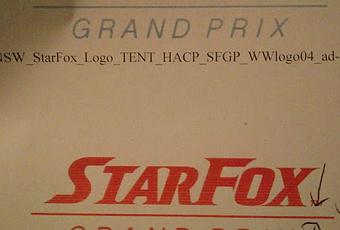 GRAND PRIX
NSW_StarFox_Logo_TENT_HACP_SFGP_WWlogo04_ad-
STARFOX